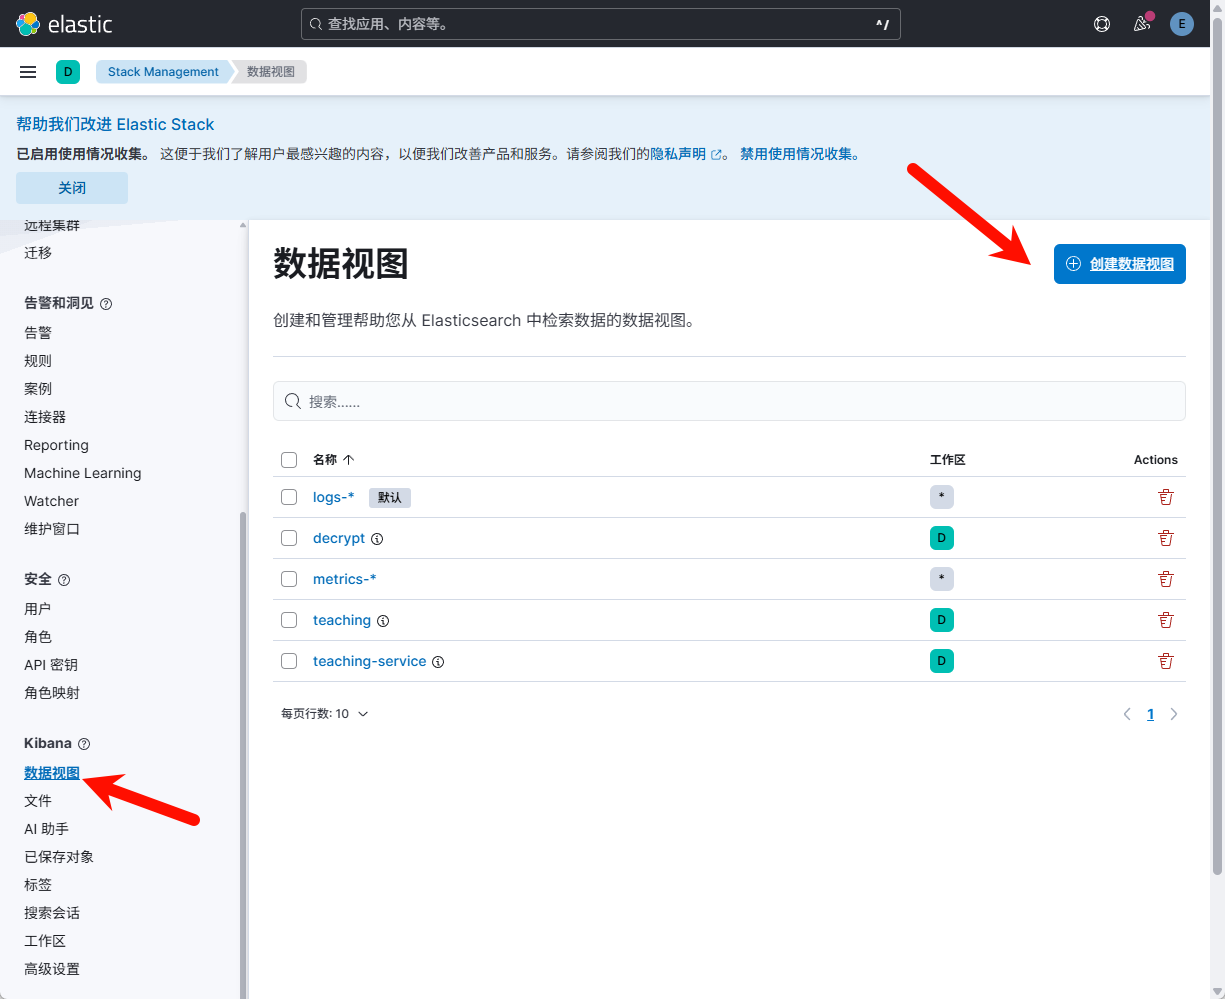 elastic
查找应用、内容等。
^/
E
D
Stack Management
数据视图
帮助我们改进 Elastic Stack
已启用使用情况收集。 这便于我们了解用户最感兴趣的内容，以便我们改善产品和服务。请参阅我们的隐私声明。 禁用使用情况收集。
关闭
远程集群
迁移
告警和洞见
告警
规则
案例
连接器
Reporting
Machine Learning
Watcher
维护窗口
安全
用户
角色
API 密钥
角色映射
Kibana
数据视图
文件
AI 助手
已保存对象
标签
搜索会话
工作区
高级设置
数据视图
创建数据视图
创建和管理帮助您从 Elasticsearch 中检索数据的数据视图。
搜索......
名称 工作区 Actions
logs-* 默认 *
decrypt D
metrics-* *
teaching D
teaching-service D
每页行数: 10
1